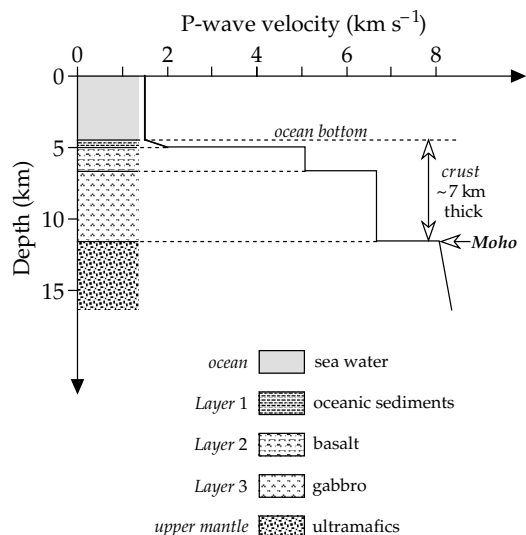 P-wave velocity (km s⁻¹)
0 2 4 6 8
0
5
10
15
Depth (km)
ocean bottom
crust
~7 km
thick
Moho
ocean sea water
Layer 1 oceanic sediments
Layer 2 basalt
Layer 3 gabbro
upper mantle ultramafics